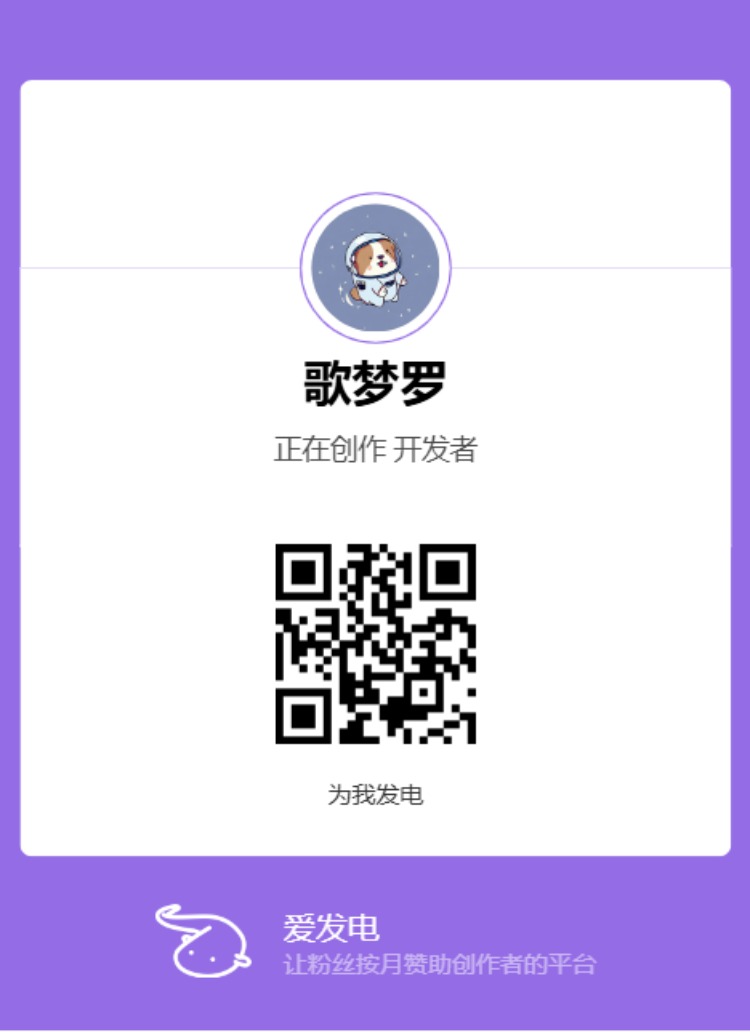 歌梦罗
正在创作 开发者
为我发电
爱发电
让粉丝按月赞助创作者的平台